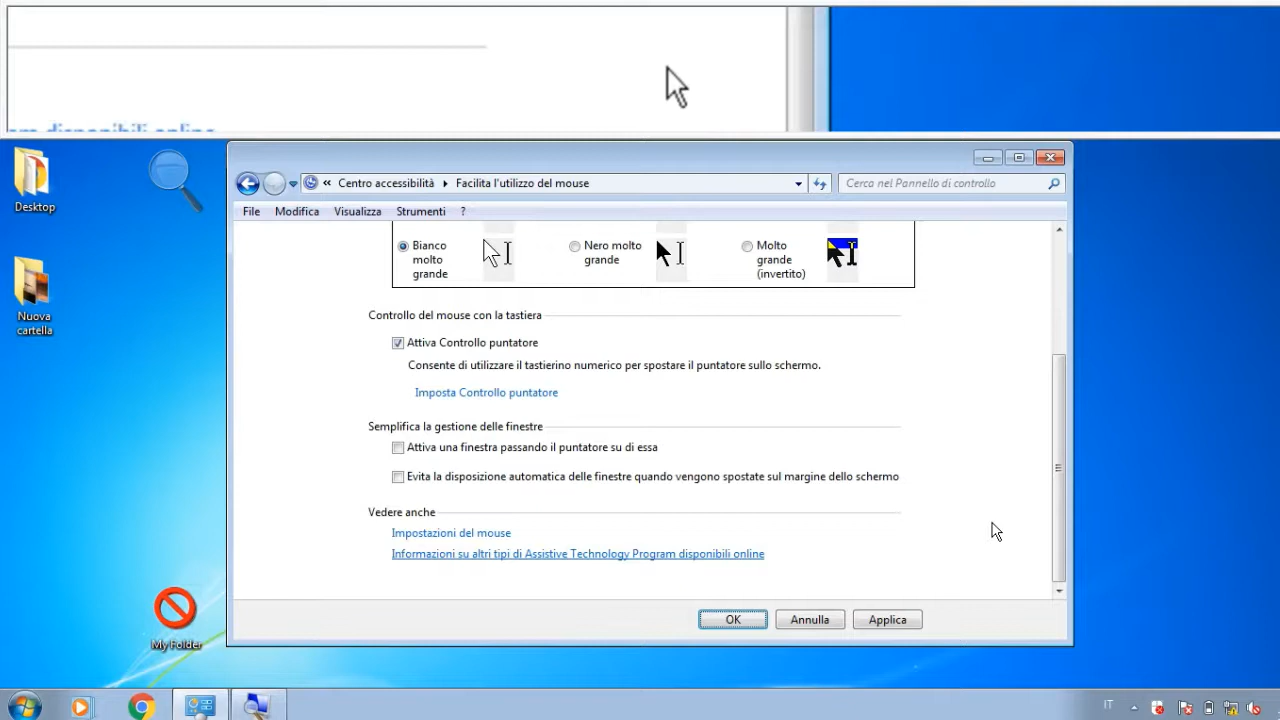 Desktop
Nuova
cartella
My Folder
« Centro accessibilità Facilita l'utilizzo del mouse
Cerca nel Pannello di controllo
File Modifica Visualizza Strumenti ?
Bianco
molto
grande
Nero molto
grande
Molto
grande
(invertito)
Controllo del mouse con la tastiera
Attiva Controllo puntatore
Consente di utilizzare il tastierino numerico per spostare il puntatore sullo schermo.
Imposta Controllo puntatore
Semplifica la gestione delle finestre
Attiva una finestra passando il puntatore su di essa
Evita la disposizione automatica delle finestre quando vengono spostate sul margine dello schermo
Vedere anche
Impostazioni del mouse
Informazioni su altri tipi di Assistive Technology Program disponibili online
OK Annulla Applica
IT